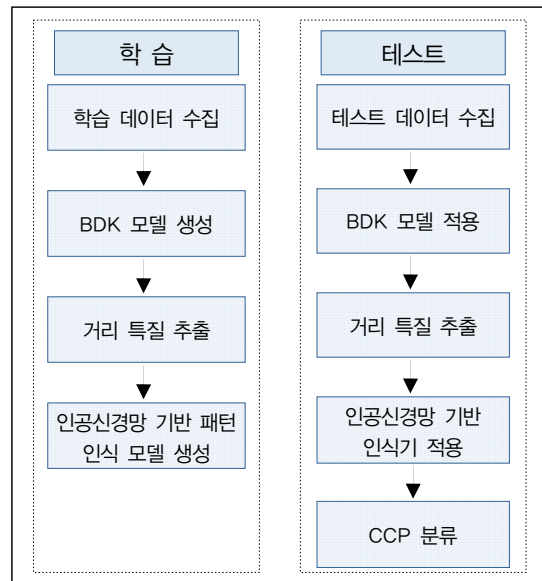 학 습
학습 데이터 수집
BDK 모델 생성
거리 특질 추출
인공신경망 기반 패턴
인식 모델 생성
테스트
테스트 데이터 수집
BDK 모델 적용
거리 특질 추출
인공신경망 기반
인식기 적용
CCP 분류